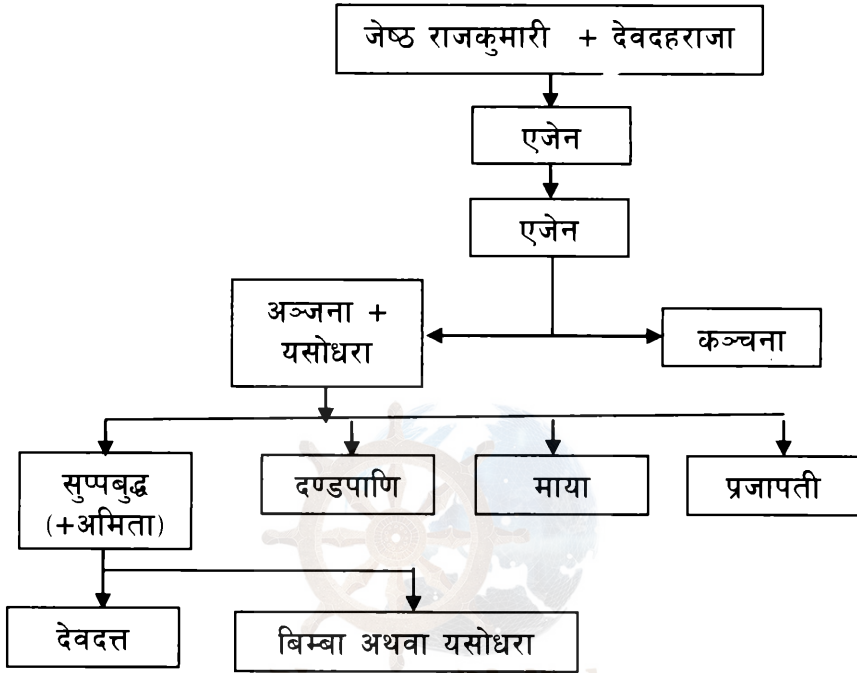 जेष्ठ राजकुमारी + देवदहराजा
एजेन
एजेन
अञ्जना +
यसोधरा
कञ्चना
सुप्पबुद्ध
(+अमिता)
दण्डपाणि
माया
प्रजापती
देवदत्त
बिम्बा अथवा यसोधरा